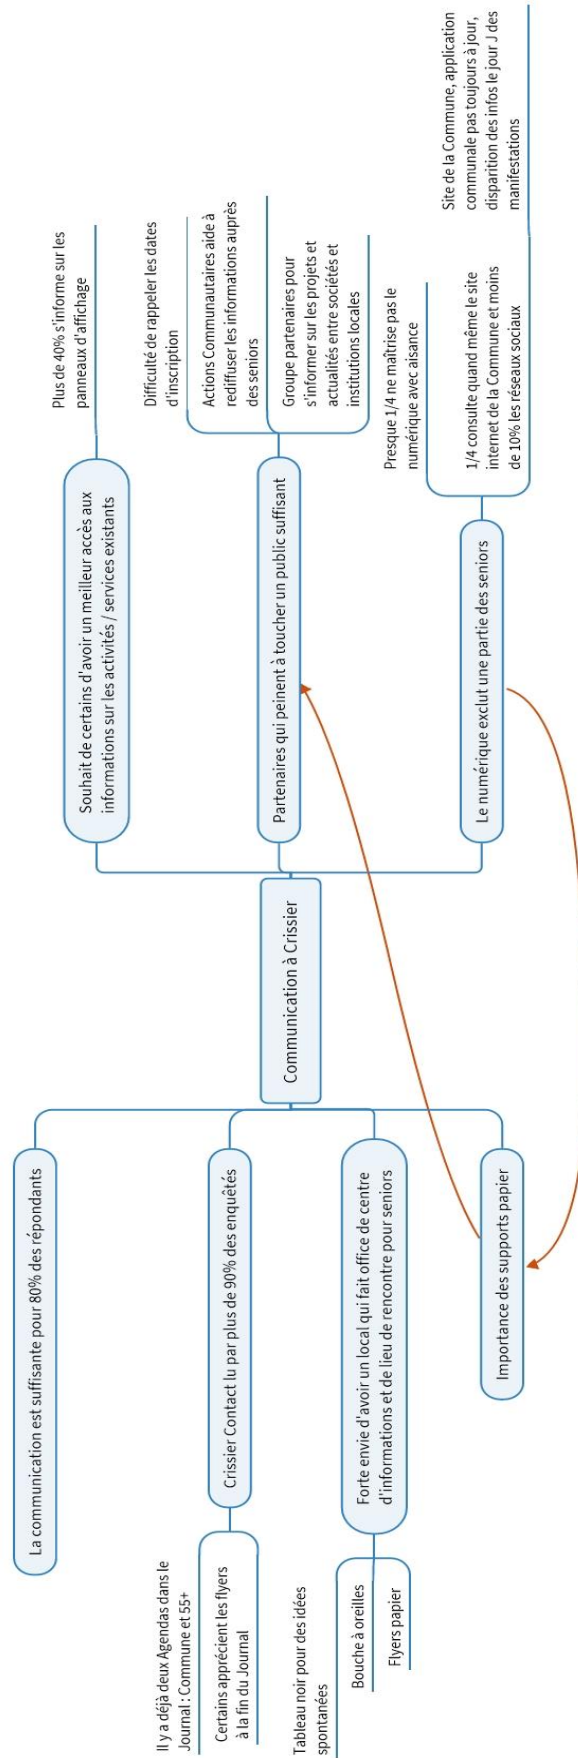 Communication à Crissier
La communication est suffisante pour 80% des répondants
Crissier Contact lu par plus de 90% des enquêtés
Il y a déjà deux Agendas dans le
Journal : Commune et 55+
Certains apprécient les flyers
à la fin du Journal
Forte envie d'avoir un local qui fait office de centre
d'informations et de lieu de rencontre pour seniors
Tableau noir pour des idées
spontanées
Bouche à oreilles
Flyers papier
Importance des supports papier
Souhait de certains d'avoir un meilleur accès aux
informations sur les activités / services existants
Plus de 40% s'informe sur les
panneaux d'affichage
Partenaires qui peinent à toucher un public suffisant
Difficulté de rappeler les dates
d'inscription
Actions Communautaires aide à
rediffuser les informations auprès
des seniors
Groupe partenaires pour
s'informer sur les projets et
actualités entre sociétés et
institutions locales
Le numérique exclut une partie des seniors
Presque 1/4 ne maîtrise pas le
numérique avec aisance
1/4 consulte quand même le site
internet de la Commune et moins
de 10% les réseaux sociaux
Site de la Commune, application
communale pas toujours à jour,
disparition des infos le jour J des
manifestations